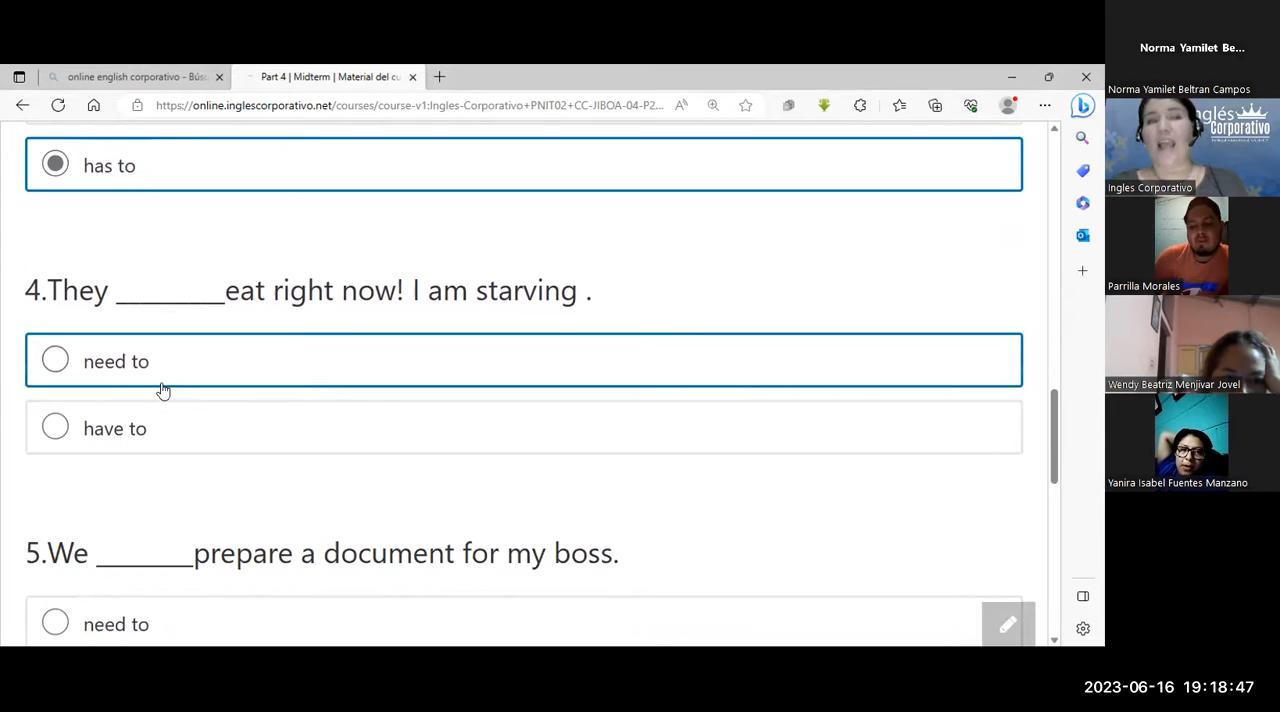 Norma Yamilet Be...
online english corporativo - Búsc
Part 4 | Midterm | Material del cu
Norma Yamilet Beltran Campos
https://online.inglescorporativo.net/courses/course-v1:Ingles-Corporativo+PNIT02+CC-JIBOA-04-P2...
Inglés
Corporativo
has to
Ingles Corporativo
4.They ________eat right now! I am starving .
Parrilla Morales
need to
Wendy Beatriz Menjivar Jovel
have to
Yanira Isabel Fuentes Manzano
5.We _______prepare a document for my boss.
need to
2023-06-16 19:18:47